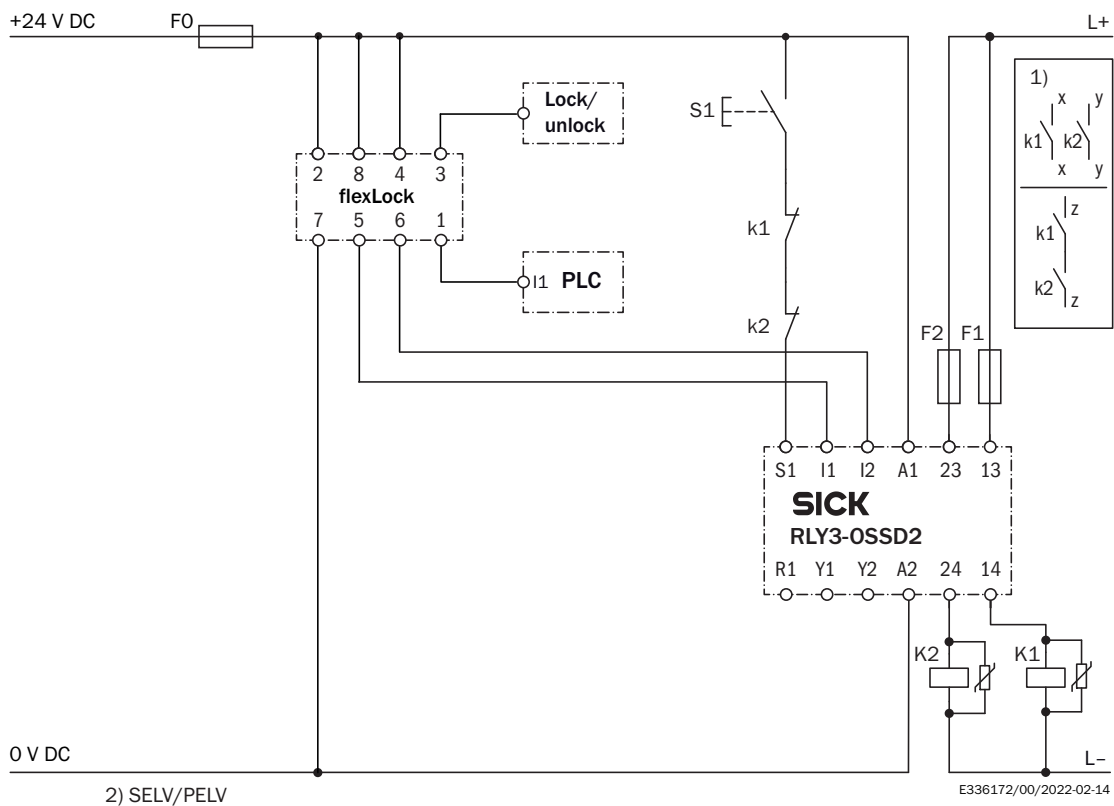 +24 V DC F0 L+
1)
x y
k1 k2
x y
z
k1
k2
z
S1
Lock/
unlock
2 8 4 3
flexLock
7 5 6 1
I1 PLC
k1
k2
F2 F1
S1 I1 I2 A1 23 13
SICK
RLY3-OSSD2
R1 Y1 Y2 A2 24 14
K2 K1
0 V DC L–
2) SELV/PELV
E336172/00/2022-02-14